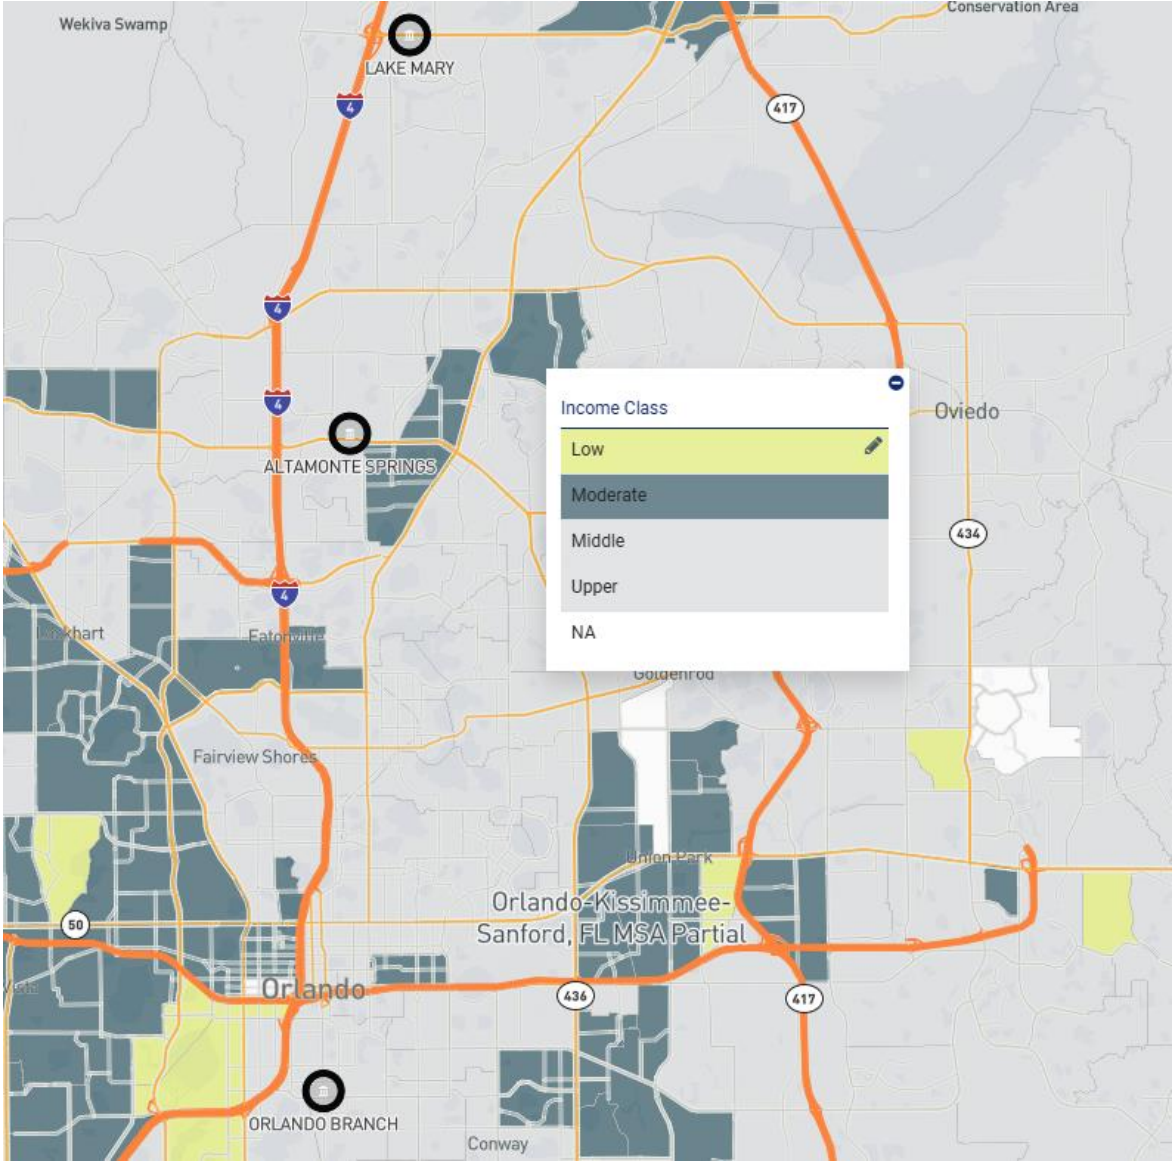 Wekiva Swamp
Conservation Area
LAKE MARY
4
417
4
4
Income Class
Low
Moderate
Middle
Upper
NA
Oviedo
ALTAMONTE SPRINGS
434
4
Eatonville
Goldenrod
Fairview Shores
Union Park
Orlando-Kissimmee-
Sanford, FL MSA Partial
50
Orlando
436
417
ORLANDO BRANCH
Conway